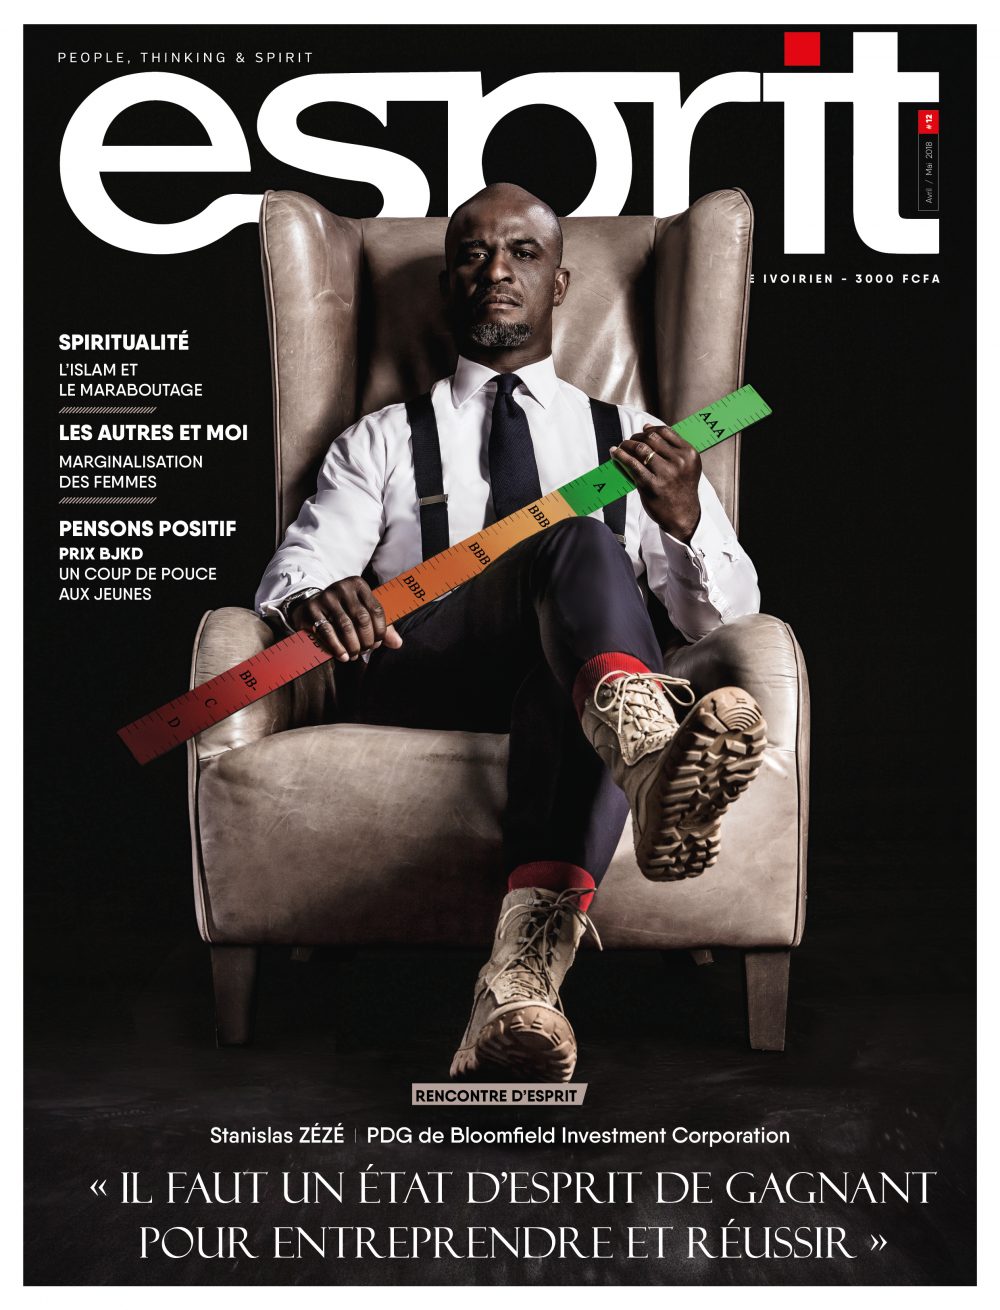 PEOPLE, THINKING & SPIRIT
esprit
#12
Avril / Mai 2018
IVOIRIEN - 3000 FCFA
SPIRITUALITÉ
L'ISLAM ET
LE MARABOUTAGE
LES AUTRES ET MOI
MARGINALISATION
DES FEMMES
PENSONS POSITIF
PRIX BJKD
UN COUP DE POUCE
AUX JEUNES
AAA
A
BBB
BBB
BBB-
BB-
C
D
RENCONTRE D'ESPRIT
Stanislas ZÉZÉ | PDG de Bloomfield Investment Corporation
« IL FAUT UN ÉTAT D'ESPRIT DE GAGNANT
POUR ENTREPRENDRE ET RÉUSSIR »